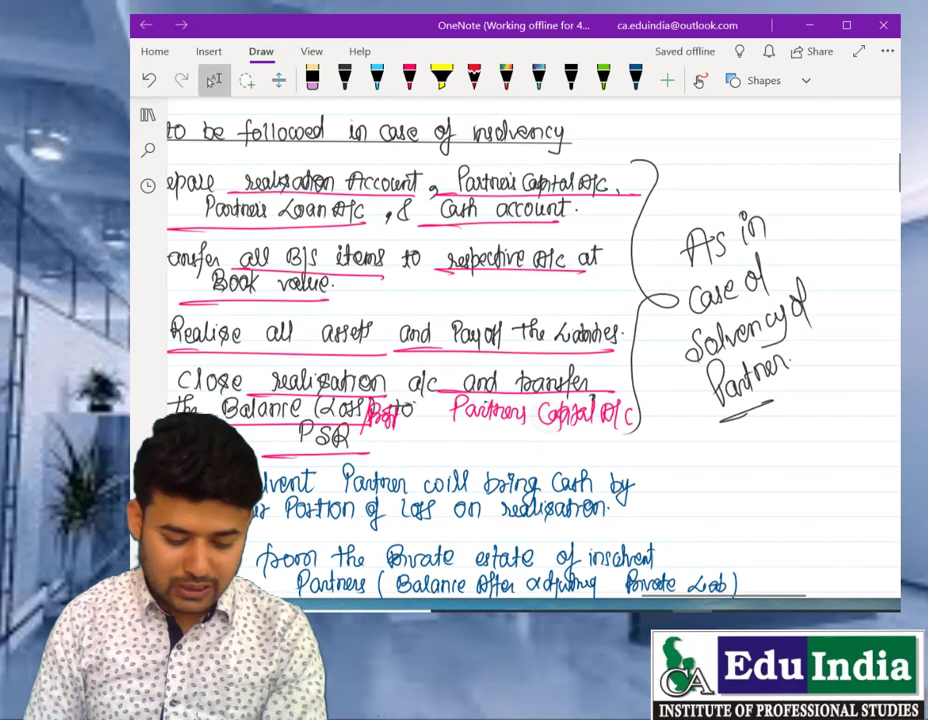 OneNote (Working offline for 4...
ca.eduindia@outlook.com
Home Insert Draw View Help
Saved offline
Share
Shapes
to be followed in case of insolvency
epare realisation Account, Partner's Capital A/c,
Partner's Loan A/c, & Cash account.
ansfer all B/s items to respective A/c at
Book value.
Realise all assets and Pay off the Liabilities.
Close realisation a/c and transfer
the Balance (Loss/ to Partners Capital A/c
PSR
As in
Case of
Solvency of
Partner.
lvent Partner will bring Cash by
Portion of Loss on realisation.
from the Private estate of insolvent
Partners (Balance After adjusting Private Liab)
CA
Edu India
INSTITUTE OF PROFESSIONAL STUDIES